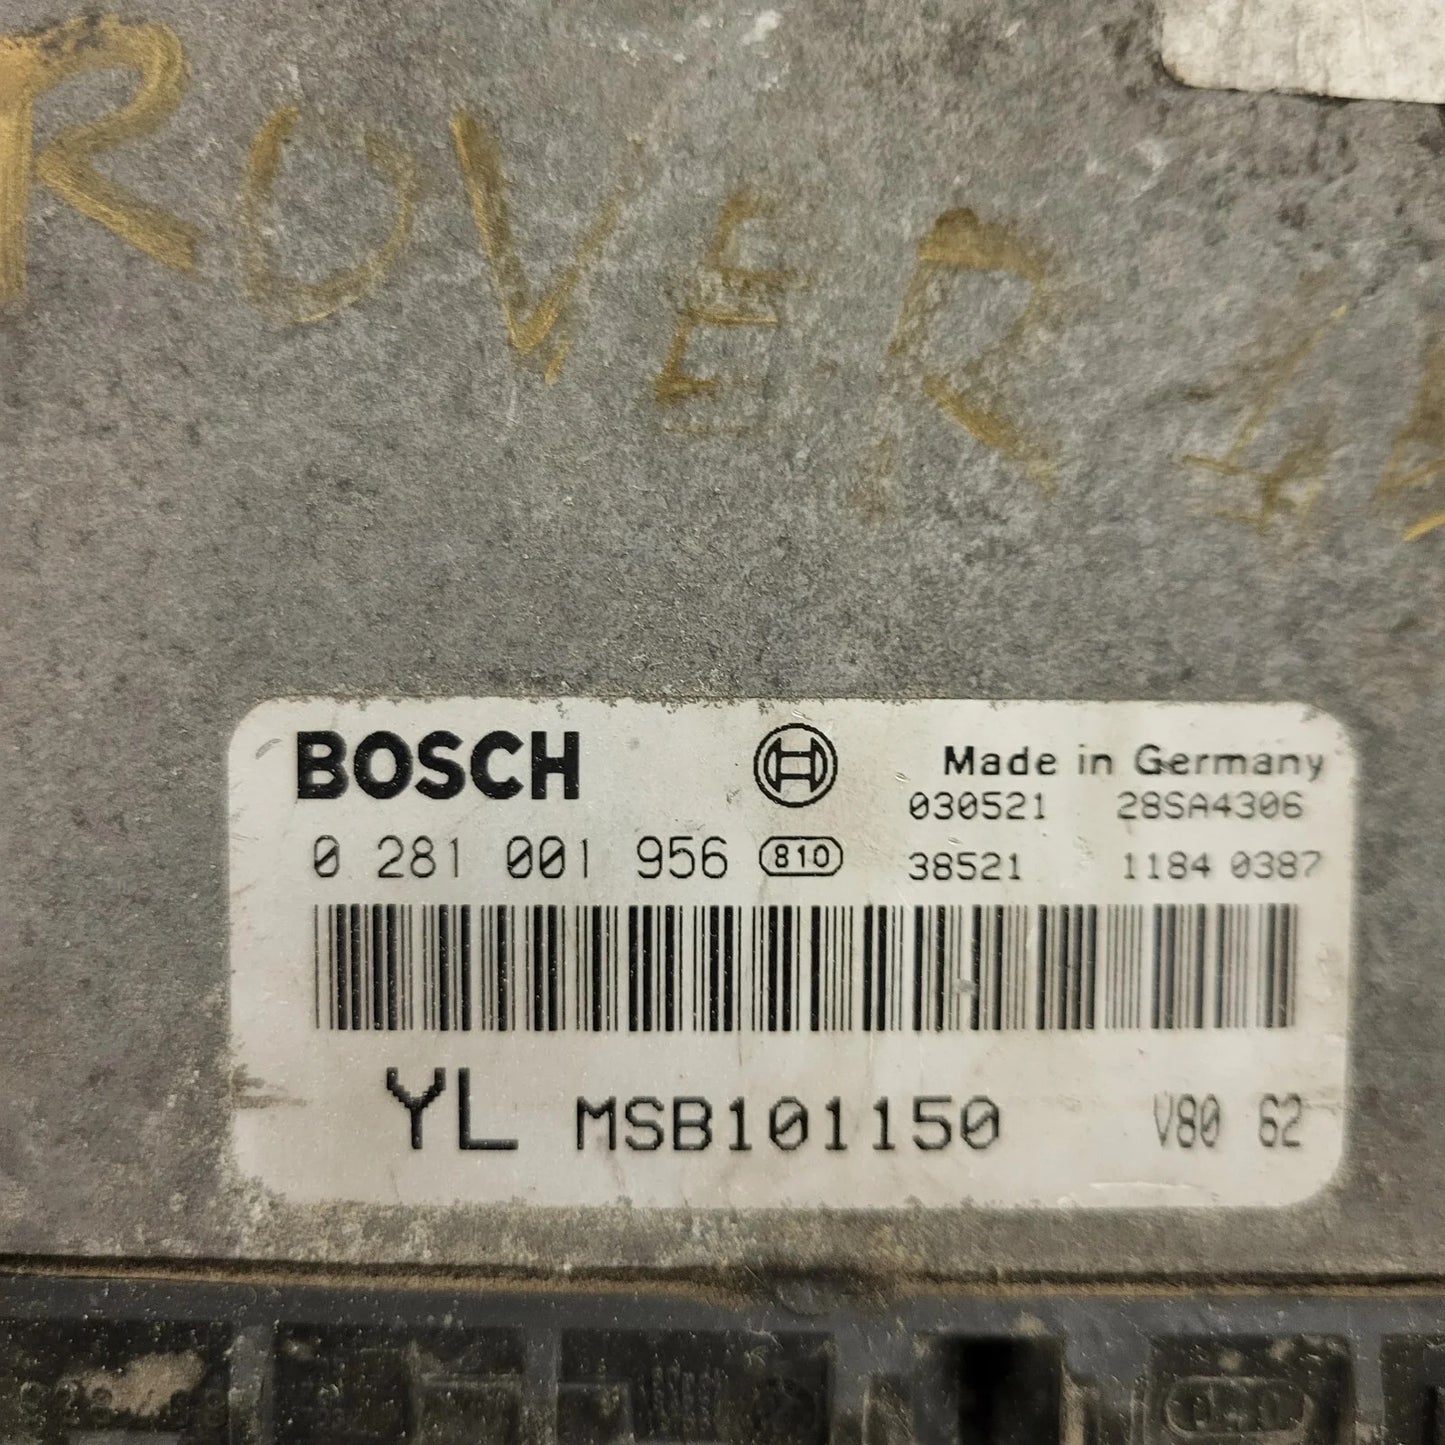 ROVER
BOSCH Made in Germany
030521 28SA4306
0 281 001 956 810 38521 1184 0387
YL MSB101150 V80 62